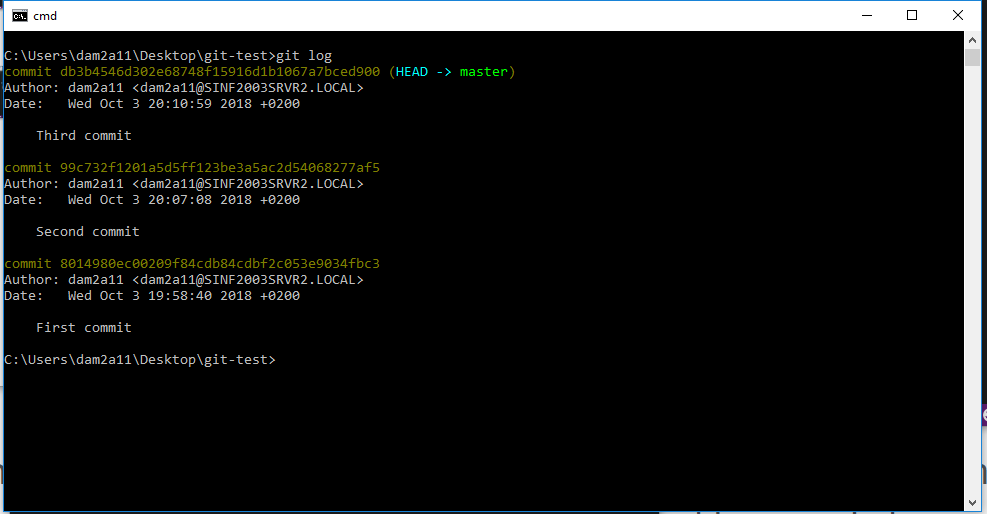 cmd
C:\Users\dam2a11\Desktop\git-test>git log
commit db3b4546d302e68748f15916d1b1067a7bced900 (HEAD -> master)
Author: dam2a11 <dam2a11@SINF2003SRVR2.LOCAL>
Date:   Wed Oct 3 20:10:59 2018 +0200
    Third commit
commit 99c732f1201a5d5ff123be3a5ac2d54068277af5
Author: dam2a11 <dam2a11@SINF2003SRVR2.LOCAL>
Date:   Wed Oct 3 20:07:08 2018 +0200
    Second commit
commit 8014980ec00209f84cdb84cdbf2c053e9034fbc3
Author: dam2a11 <dam2a11@SINF2003SRVR2.LOCAL>
Date:   Wed Oct 3 19:58:40 2018 +0200
    First commit
C:\Users\dam2a11\Desktop\git-test>